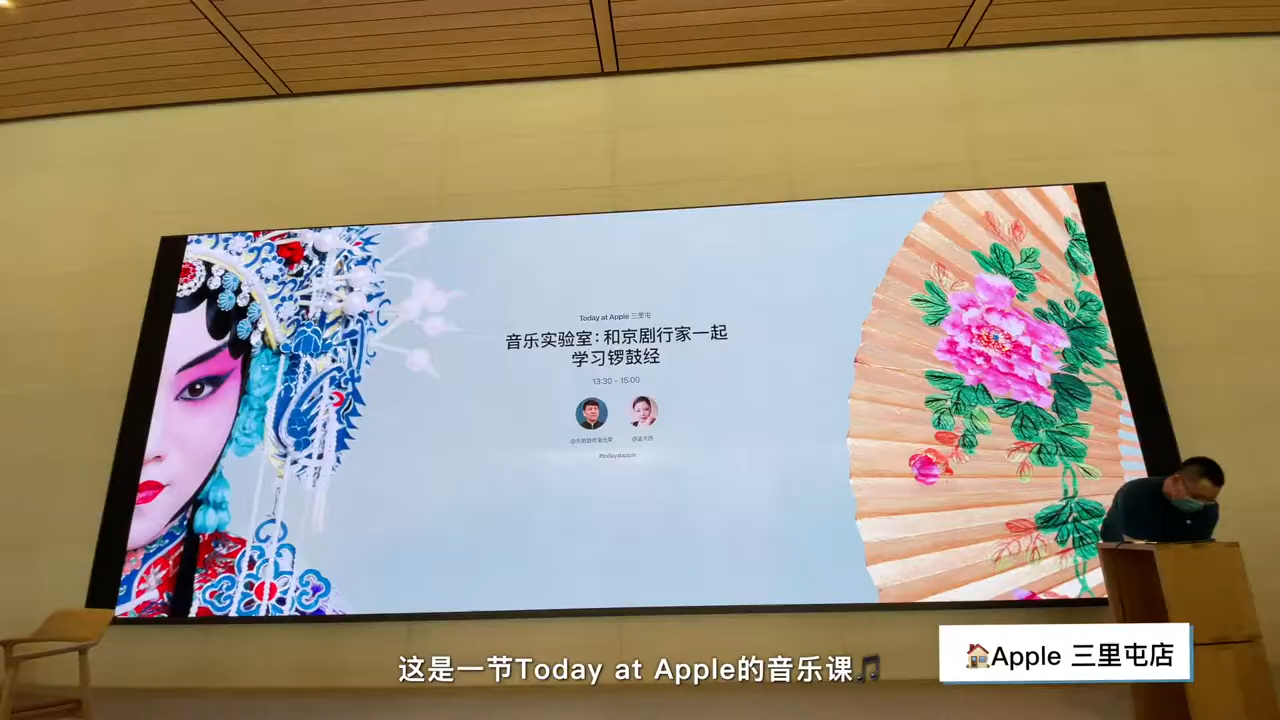 Today at Apple 三里屯
音乐实验室：和京剧行家一起
学习锣鼓经
13:30 – 15:00
#todayatapple
🏠Apple 三里屯店
这是一节Today at Apple的音乐课🎵